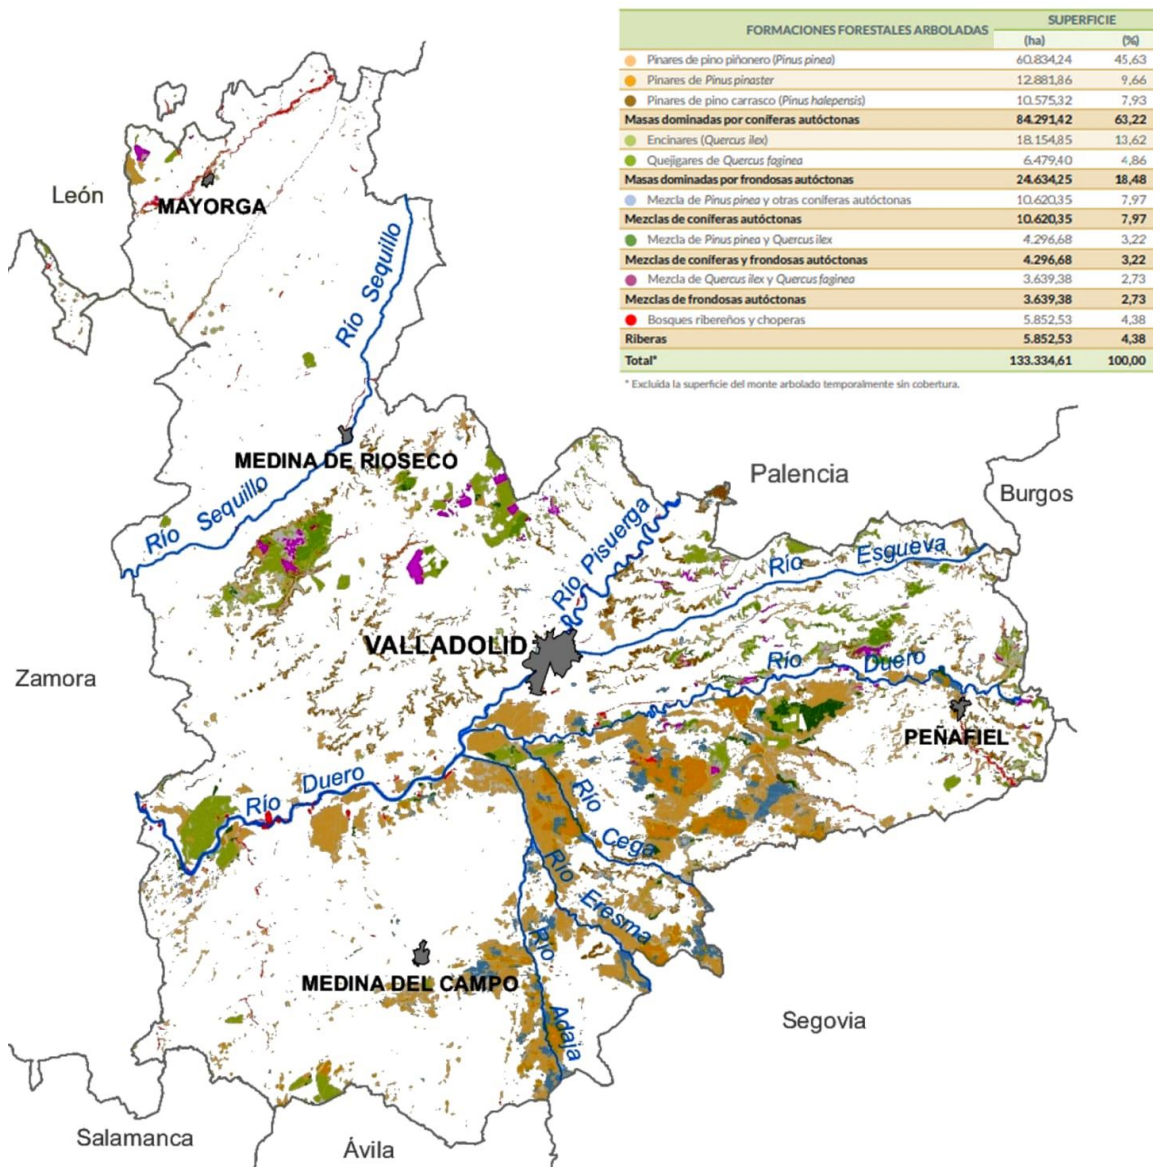 FORMACIONES FORESTALES ARBOLADAS SUPERFICIE
(ha) (%)
Pinares de pino piñonero (Pinus pinea) 60.834,24 45,63
Pinares de Pinus pinaster 12.881,86 9,66
Pinares de pino carrasco (Pinus halepensis) 10.575,32 7,93
Masas dominadas por coníferas autóctonas 84.291,42 63,22
Encinares (Quercus ilex) 18.154,85 13,62
Quejigares de Quercus faginea 6.479,40 4,86
Masas dominadas por frondosas autóctonas 24.634,25 18,48
Mezcla de Pinus pinea y otras coníferas autóctonas 10.620,35 7,97
Mezclas de coníferas autóctonas 10.620,35 7,97
Mezcla de Pinus pinea y Quercus ilex 4.296,68 3,22
Mezclas de coníferas y frondosas autóctonas 4.296,68 3,22
Mezcla de Quercus ilex y Quercus faginea 3.639,38 2,73
Mezclas de frondosas autóctonas 3.639,38 2,73
Bosques ribereños y choperas 5.852,53 4,38
Riberas 5.852,53 4,38
Total* 133.334,61 100,00
* Excluida la superficie del monte arbolado temporalmente sin cobertura.
León
MAYORGA
Río Sequillo
MEDINA DE RIOSECO
Palencia
Burgos
Río Sequillo
Río Pisuerga
Río Esgueva
VALLADOLID
Zamora
Río Duero
PEÑAFIEL
Río Duero
Río Cega
Río Eresma
Río Adaja
MEDINA DEL CAMPO
Segovia
Salamanca
Ávila